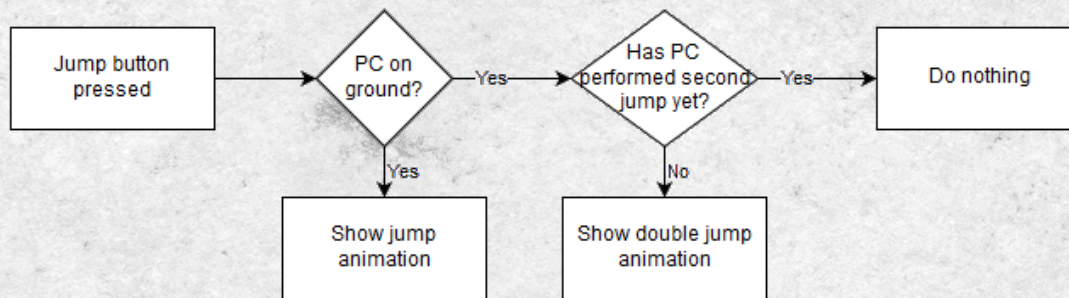 Jump button
pressed
PC on
ground?
Yes
Has PC
performed second
jump yet?
Yes
Do nothing
Yes
No
Show jump
animation
Show double jump
animation